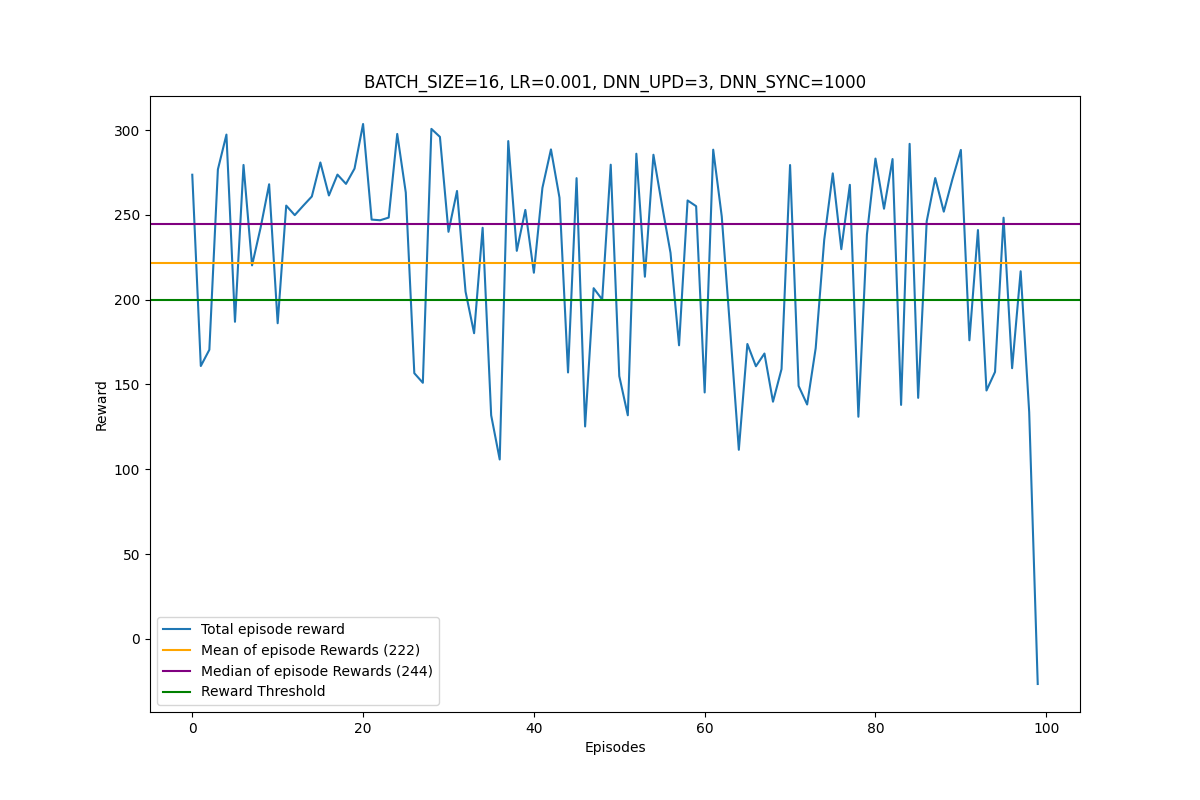 BATCH_SIZE=16, LR=0.001, DNN_UPD=3, DNN_SYNC=1000
300
250
200
150
100
50
0
Reward
Total episode reward
Mean of episode Rewards (222)
Median of episode Rewards (244)
Reward Threshold
0 20 40 60 80 100
Episodes